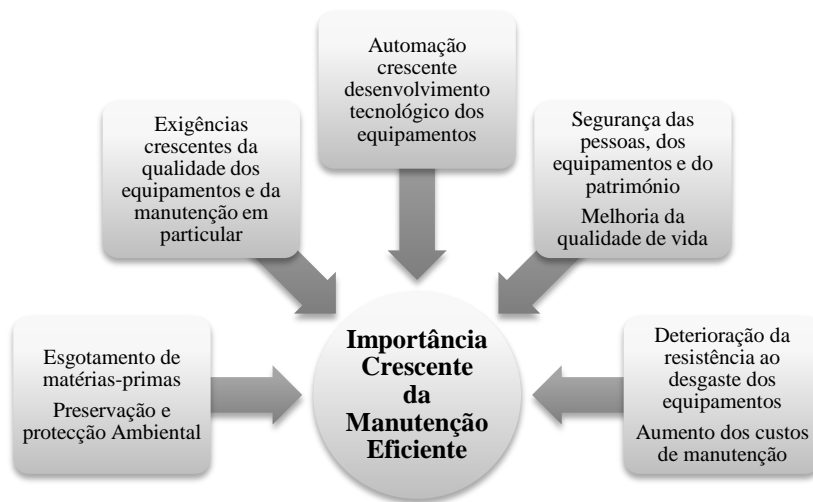 Automação
crescente
desenvolvimento
tecnológico dos
equipamentos
Exigências
crescentes da
qualidade dos
equipamentos e da
manutenção em
particular
Segurança das
pessoas, dos
equipamentos e do
património
Melhoria da
qualidade de vida
Esgotamento de
matérias-primas
Preservação e
protecção Ambiental
Importância
Crescente
da
Manutenção
Eficiente
Deterioração da
resistência ao
desgaste dos
equipamentos
Aumento dos custos
de manutenção